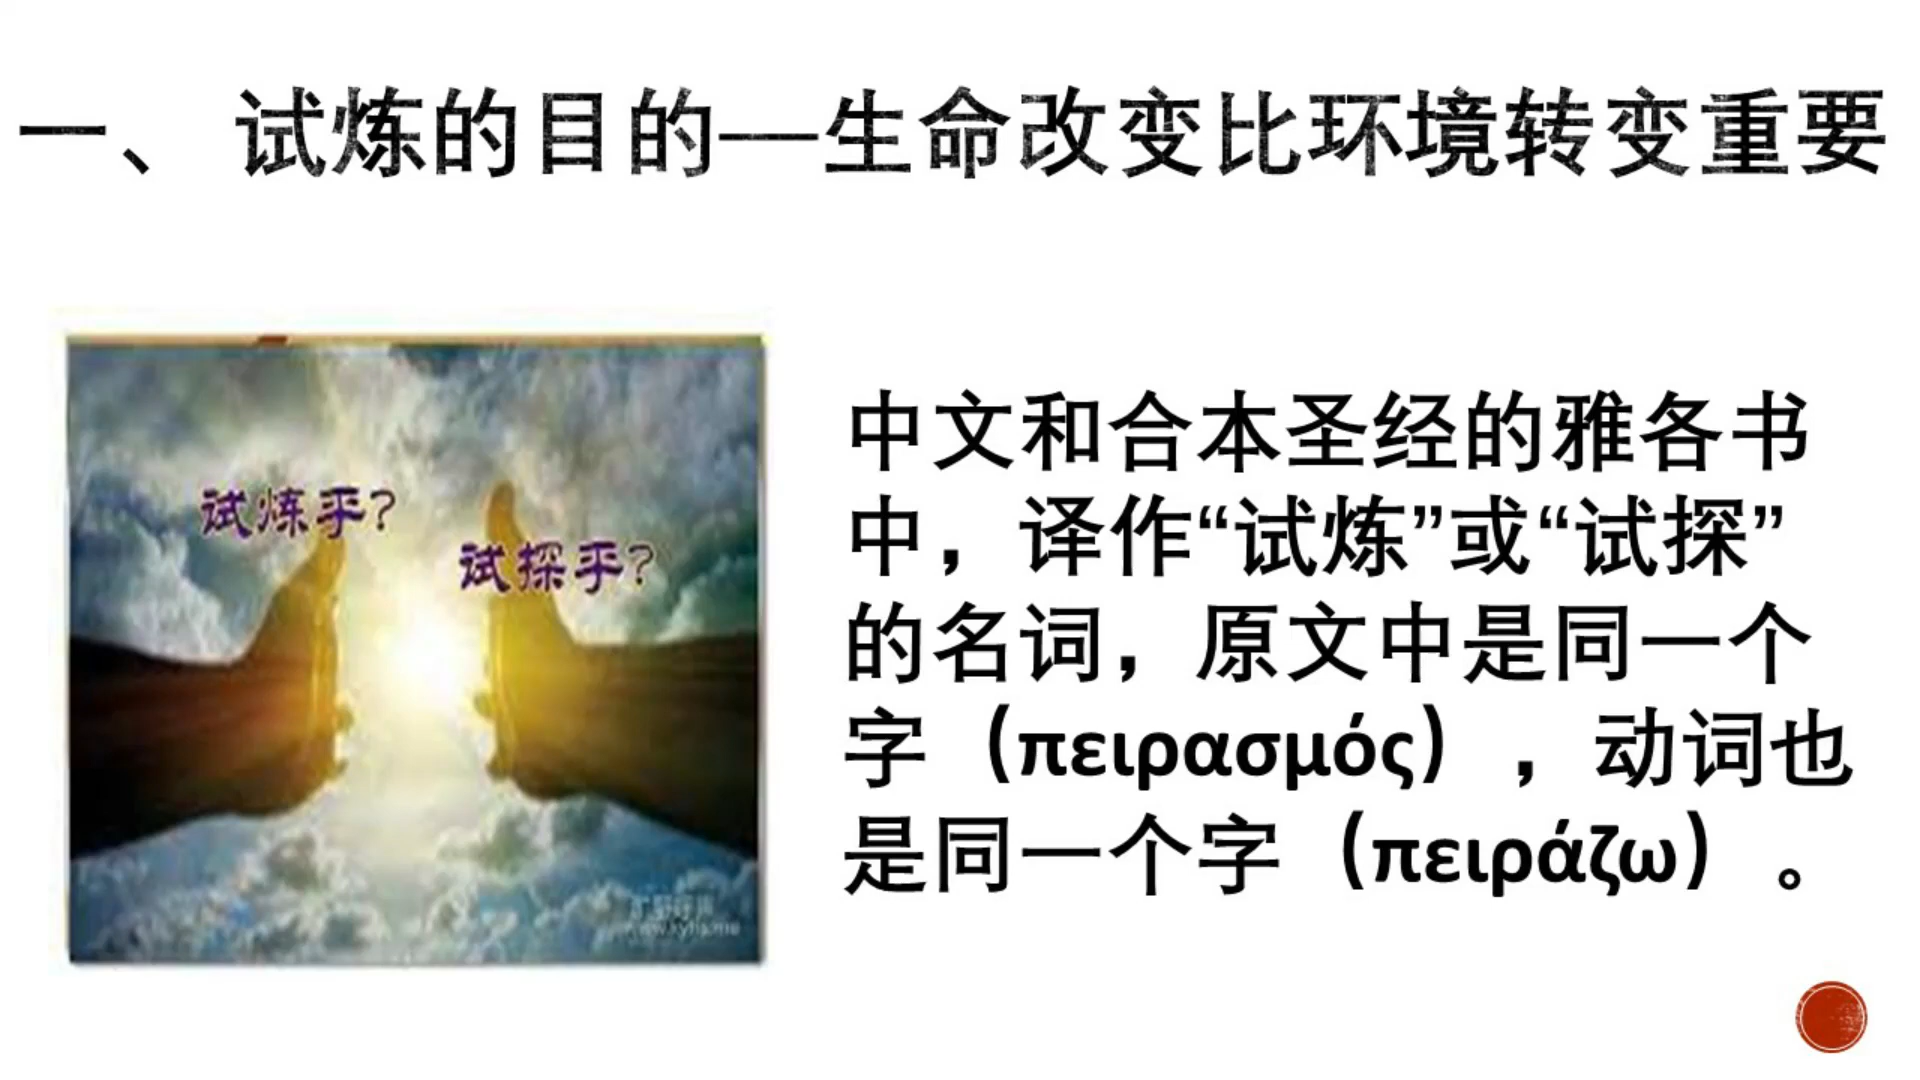 一、 试炼的目的—生命改变比环境转变重要
试炼乎?
试探乎?
中文和合本圣经的雅各书
中，译作“试炼”或“试探”
的名词，原文中是同一个
字（πειρασμός），动词也
是同一个字（πειράζω）。